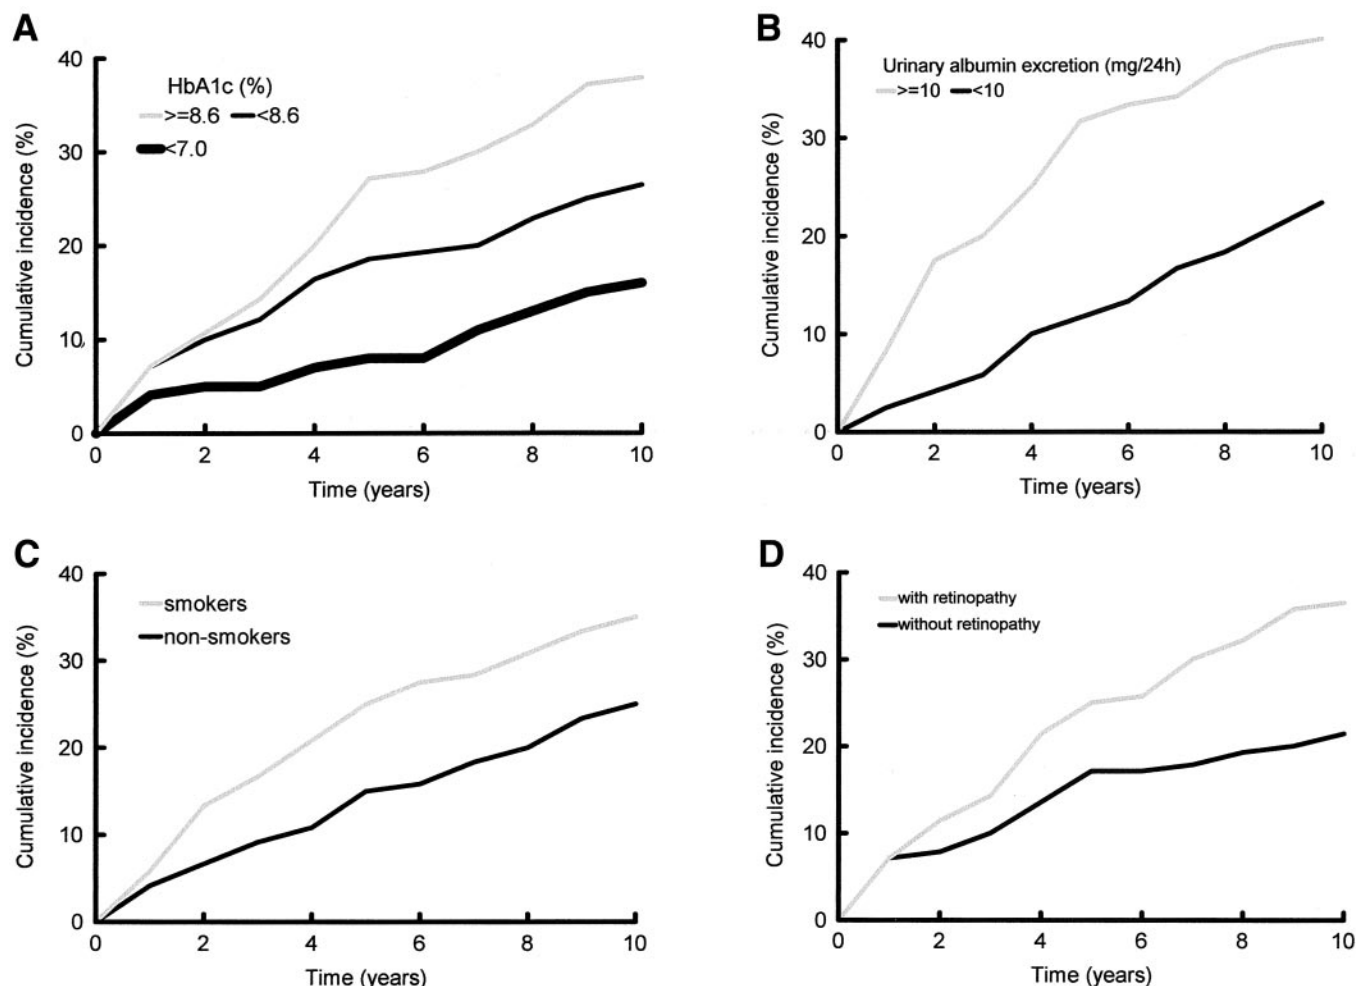 A
HbA1c (%)
>=8.6 <8.6
<7.0
Cumulative incidence (%)
40
30
20
10
0
0 2 4 6 8 10
Time (years)
B
Urinary albumin excretion (mg/24h)
>=10 <10
Cumulative incidence (%)
40
30
20
10
0
0 2 4 6 8 10
Time (years)
C
smokers
non-smokers
Cumulative incidence (%)
40
30
20
10
0
0 2 4 6 8 10
Time (years)
D
with retinopathy
without retinopathy
Cumulative incidence (%)
40
30
20
10
0
0 2 4 6 8 10
Time (years)